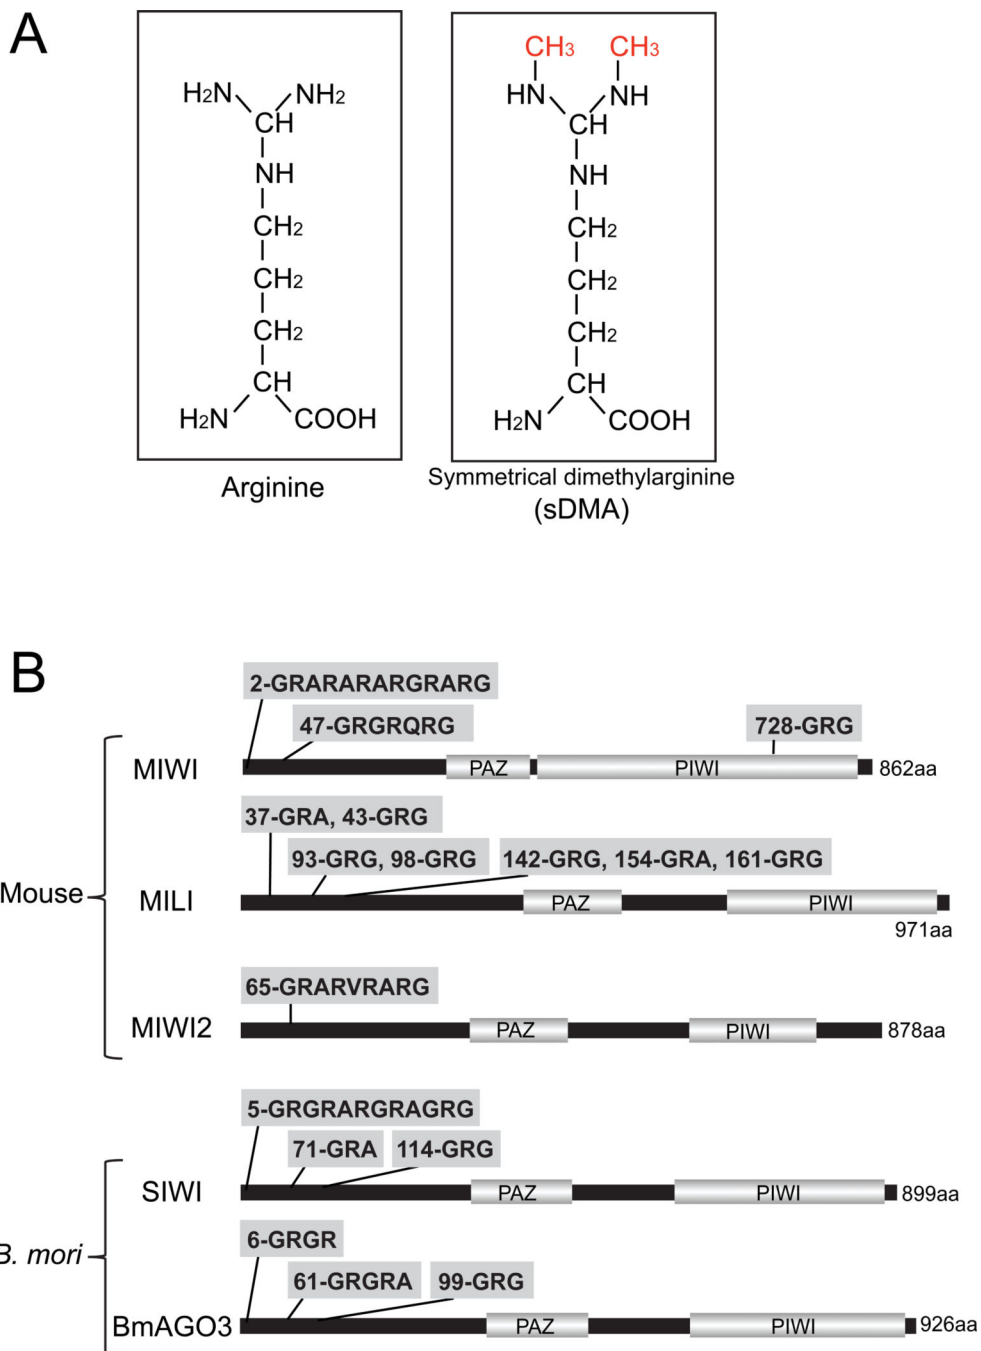 A
H2N NH2
CH
NH
CH2
CH2
CH2
CH
H2N COOH
Arginine
CH3 CH3
HN NH
CH
NH
CH2
CH2
CH2
CH
H2N COOH
Symmetrical dimethylarginine
(sDMA)
B
2-GRARARARGRARG
47-GRGRQRG
728-GRG
MIWI
PAZ
PIWI
862aa
37-GRA, 43-GRG
93-GRG, 98-GRG
142-GRG, 154-GRA, 161-GRG
Mouse
MILI
PAZ
PIWI
971aa
65-GRARVRARG
MIWI2
PAZ
PIWI
878aa
5-GRGRARGRAGRG
71-GRA
114-GRG
SIWI
PAZ
PIWI
899aa
6-GRGR
B. mori
61-GRGRA
99-GRG
BmAGO3
PAZ
PIWI
926aa